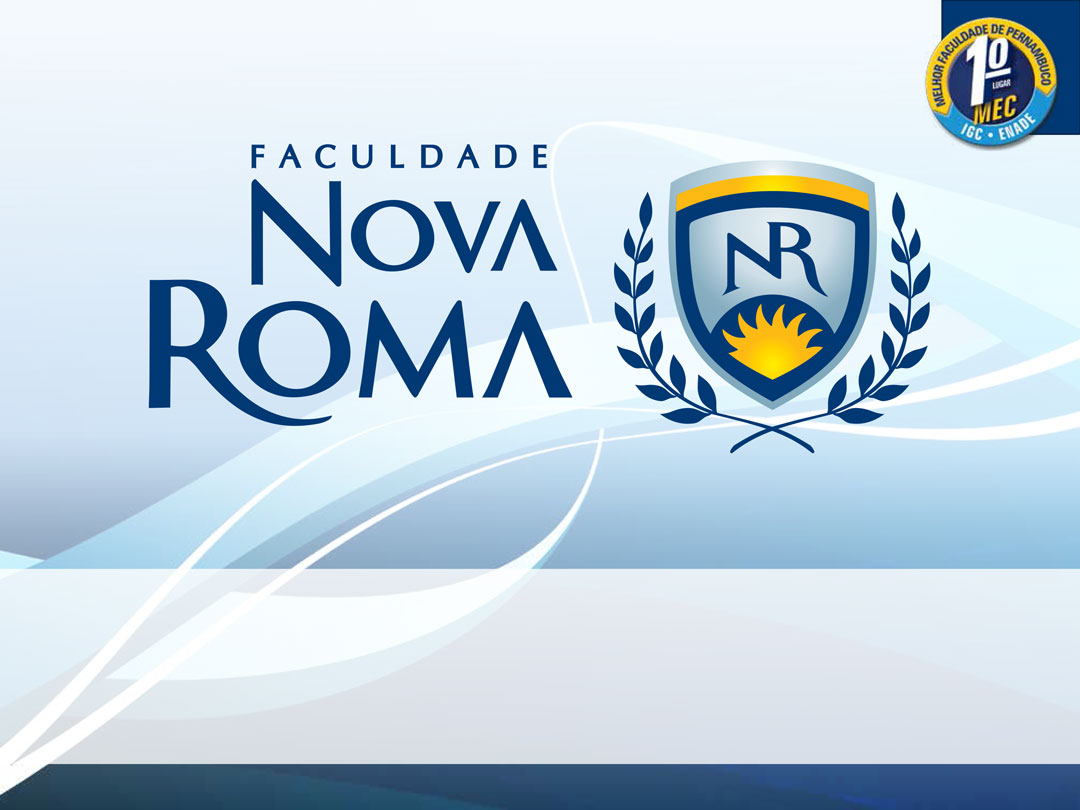 MELHOR FACULDADE DE PERNAMBUCO
1º
LUGAR
MEC
IGC • ENADE
FACULDADE
NOVA
ROMA
NR